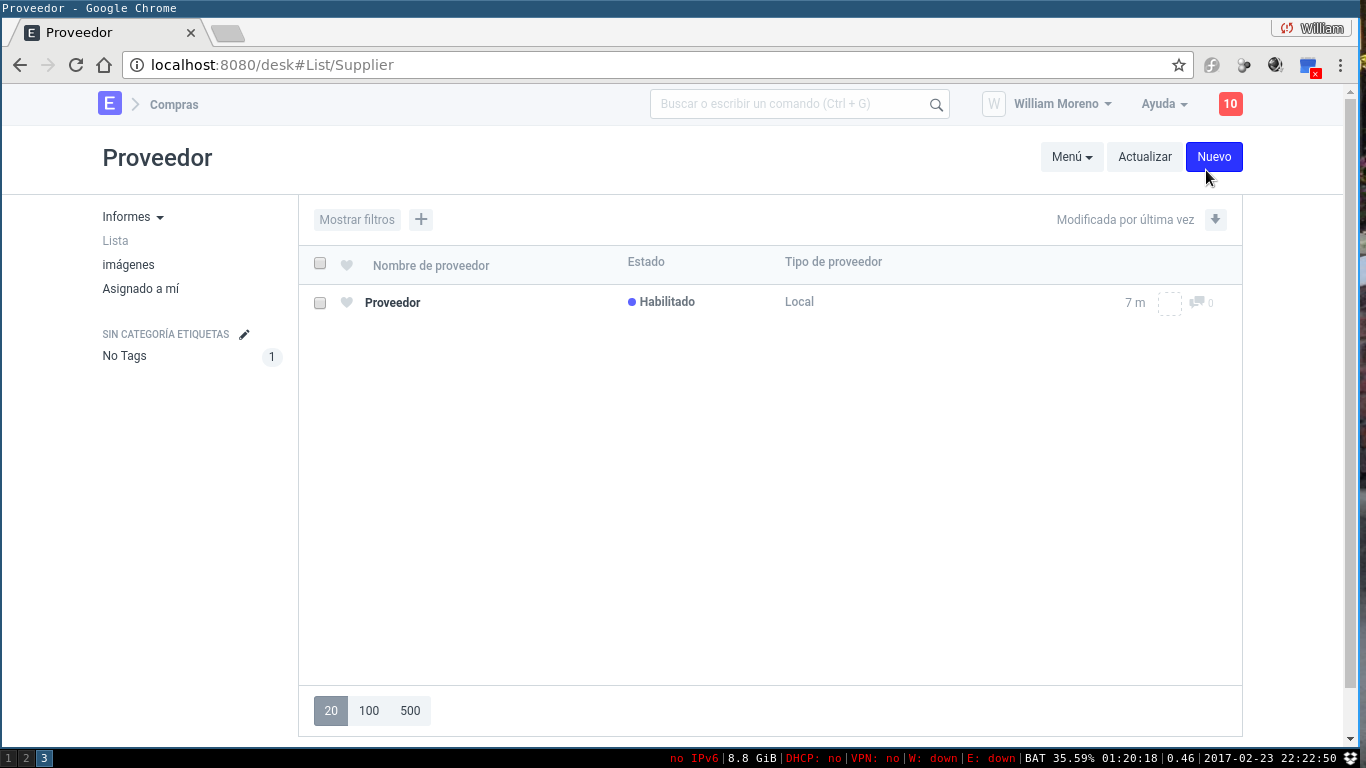 Proveedor - Google Chrome
E Proveedor
William
localhost:8080/desk#List/Supplier
E Compras
Buscar o escribir un comando (Ctrl + G)
W William Moreno
Ayuda
10
Proveedor
Menú
Actualizar
Nuevo
Informes
Lista
imágenes
Asignado a mí
SIN CATEGORÍA ETIQUETAS
No Tags 1
Mostrar filtros
Modificada por última vez
Nombre de proveedor Estado Tipo de proveedor
Proveedor Habilitado Local 7 m 0
20 100 500
1 2 3
no IPv6|8.8 GiB|DHCP: no|VPN: no|W: down|E: down|BAT 35.59% 01:20:18|0.46|2017-02-23 22:22:50